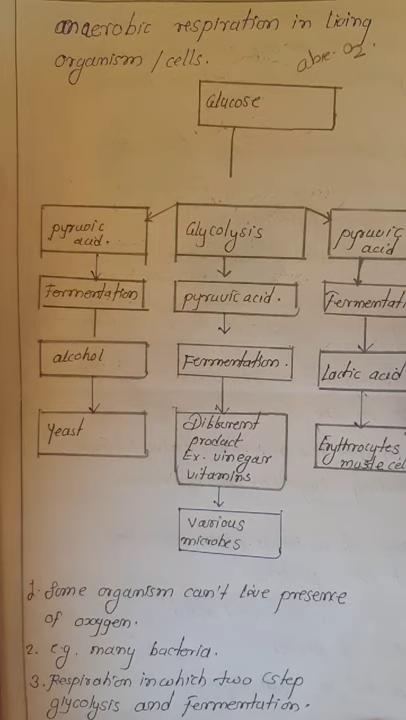 anaerobic respiration in living
organism / cells.
abse. O2.
Glucose
pyruvic
acid.
Glycolysis
pyruvic
acid
Fermentation
pyruvic acid.
Fermentati
alcohol
Fermentation.
Lactic acid
Yeast
Different
product
Ex. vinegar
vitamins
Erythrocytes
muscle cel
various
microbes
1. Some organism can't live presence
of oxygen.
2. e.g. many bacteria.
3. Respiration in which two (step
glycolysis and Fermentation.